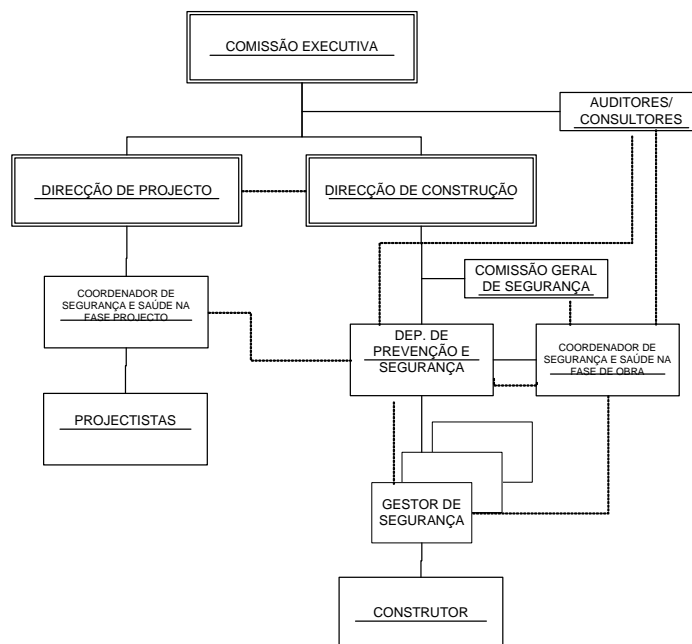 COMISSÃO EXECUTIVA
AUDITORES/
CONSULTORES
DIRECÇÃO DE PROJECTO
DIRECÇÃO DE CONSTRUÇÃO
COMISSÃO GERAL
DE SEGURANÇA
COORDENADOR DE
SEGURANÇA E SAÚDE NA
FASE PROJECTO
DEP. DE
PREVENÇÃO E
SEGURANÇA
COORDENADOR DE
SEGURANÇA E SAÚDE NA
FASE DE OBRA
PROJECTISTAS
GESTOR DE
SEGURANÇA
CONSTRUTOR